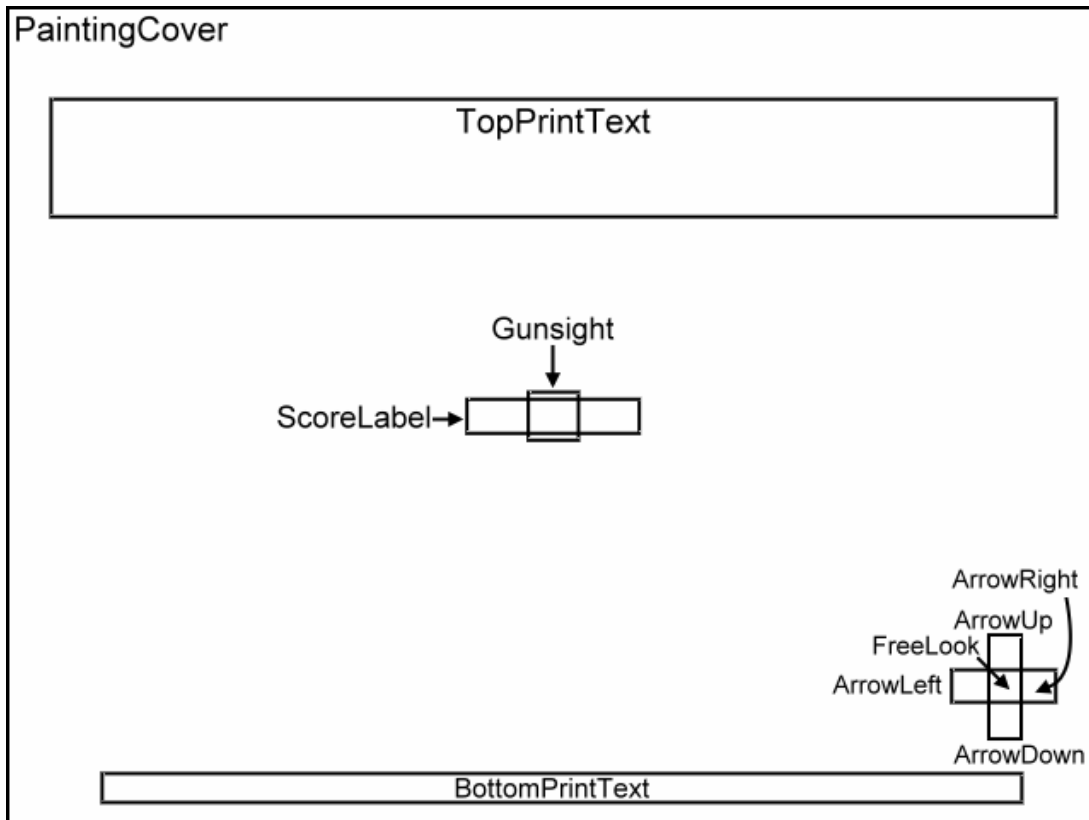 PaintingCover
TopPrintText
Gunsight
ScoreLabel
ArrowRight
ArrowUp
FreeLook
ArrowLeft
ArrowDown
BottomPrintText